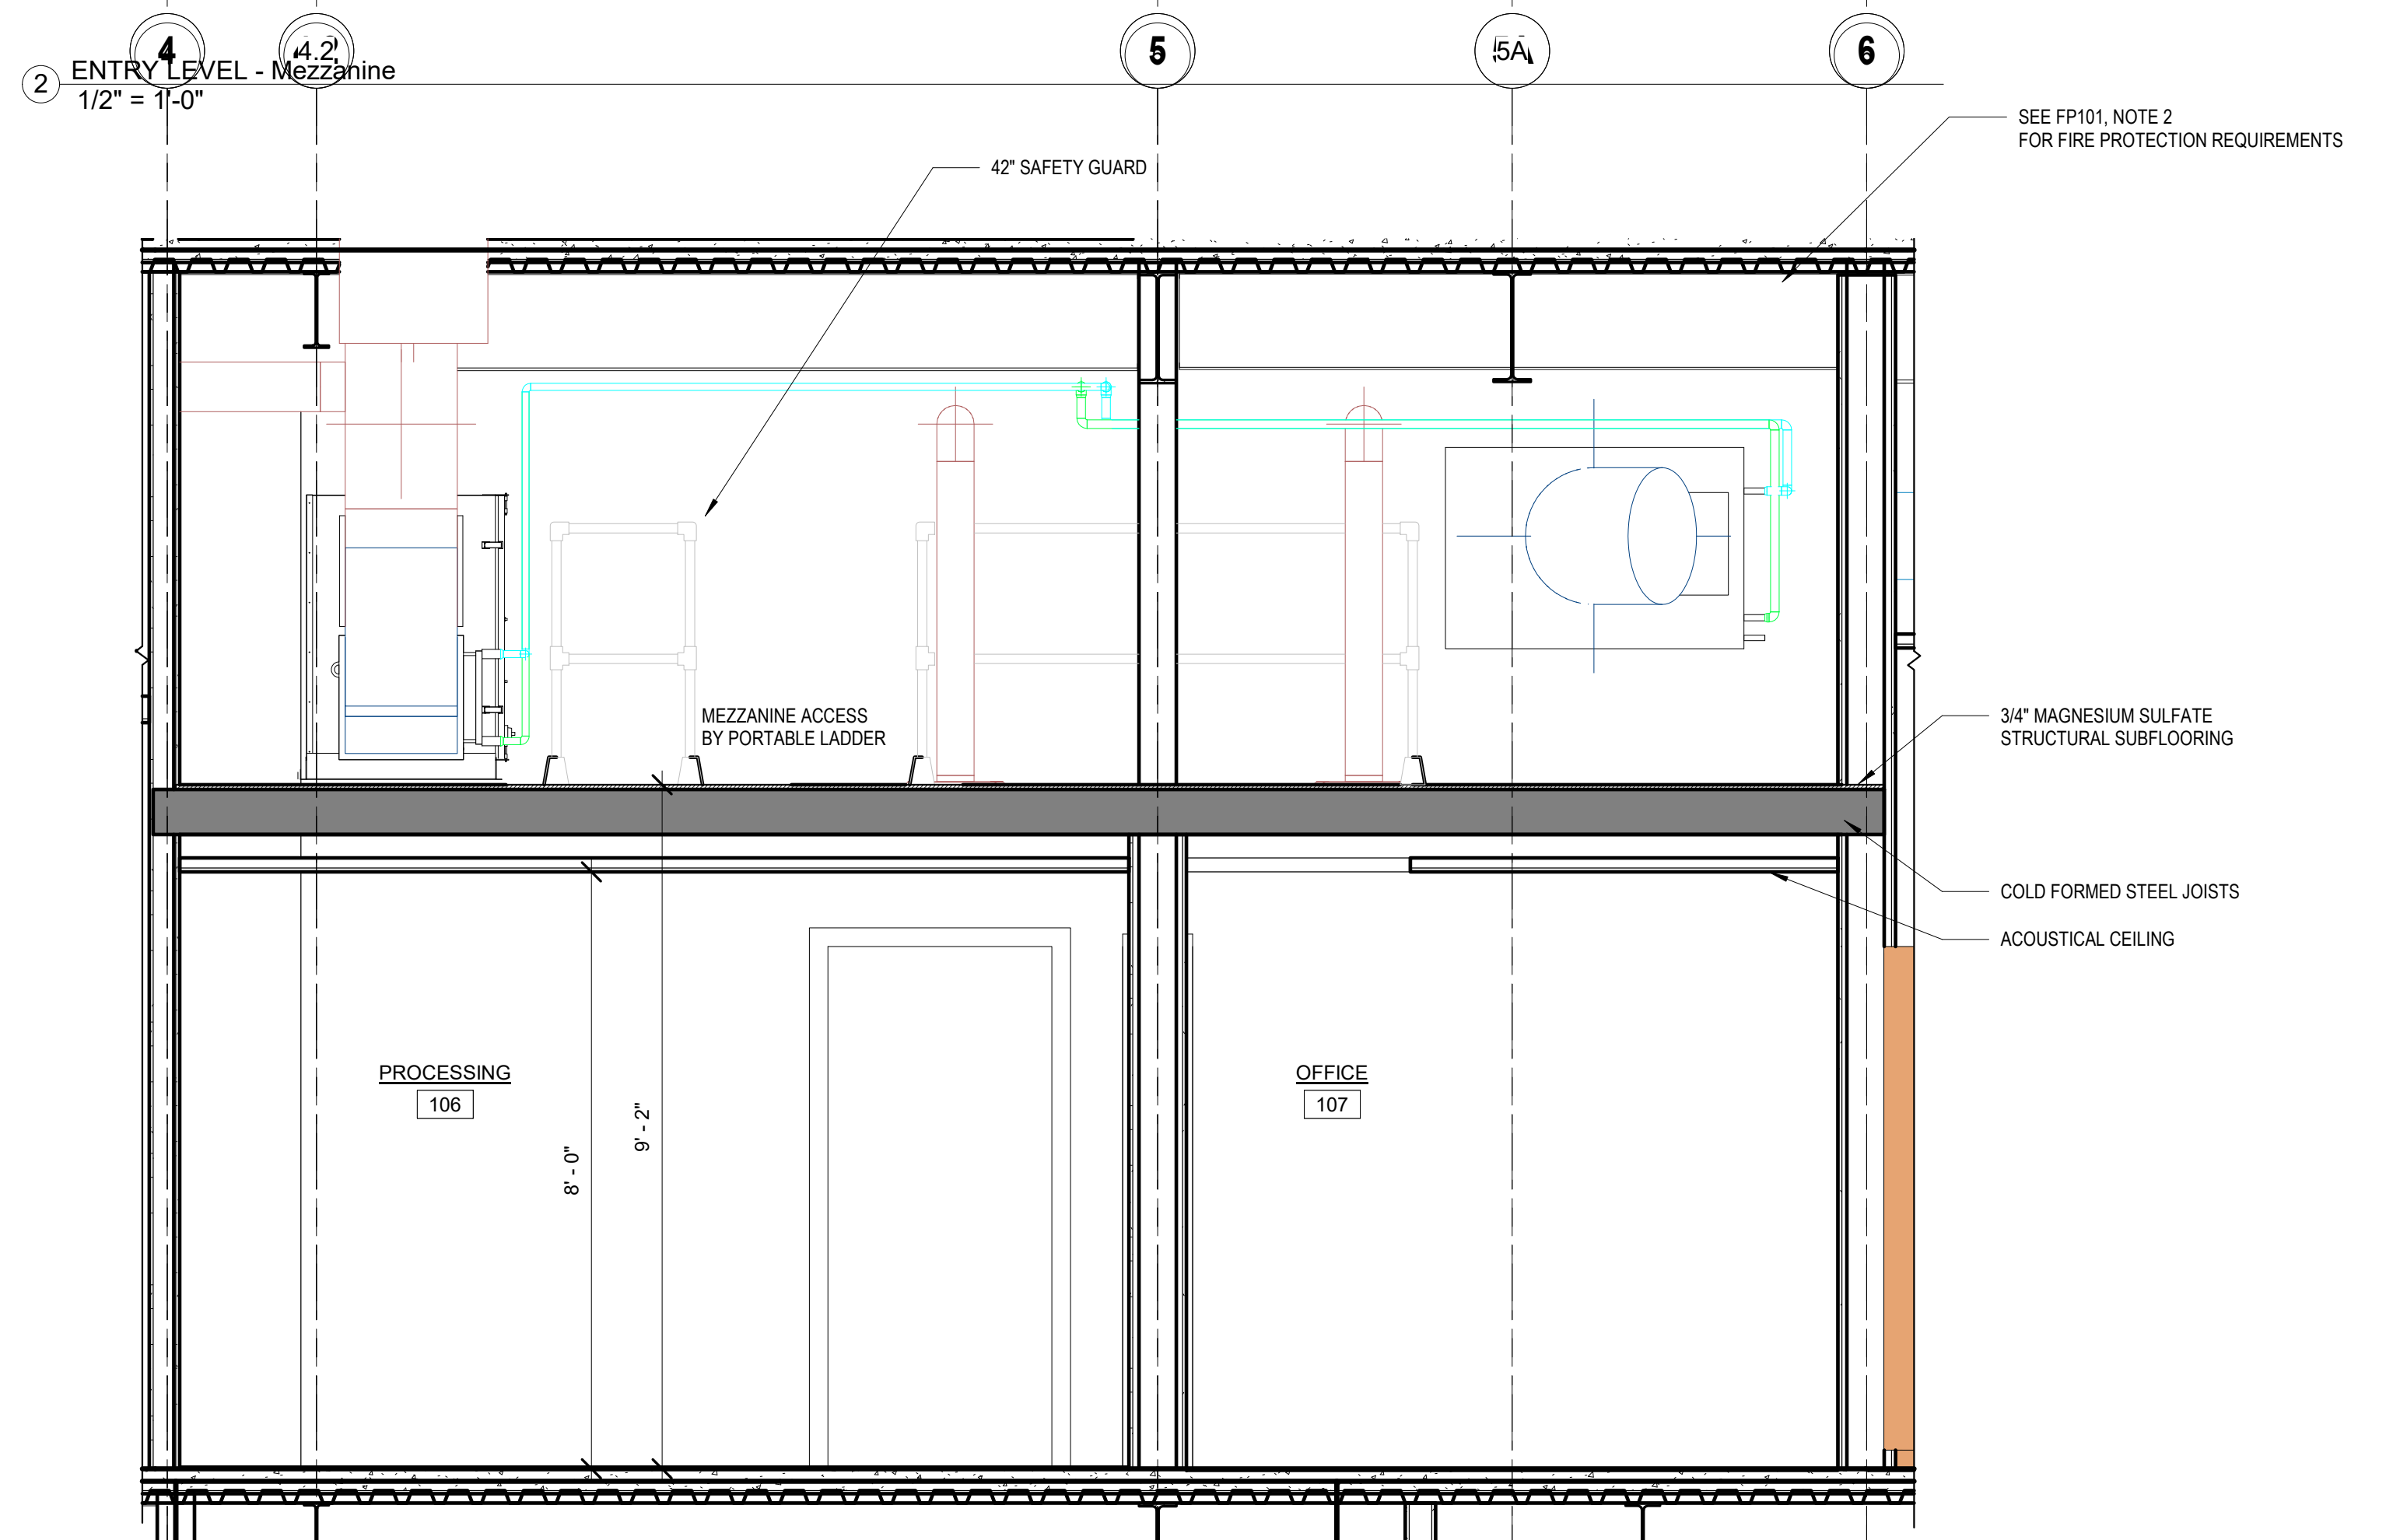 4
4.2
5
5A
6
2
ENTRY LEVEL - Mezzanine
1/2" = 1'-0"
SEE FP101, NOTE 2
FOR FIRE PROTECTION REQUIREMENTS
42" SAFETY GUARD
MEZZANINE ACCESS
BY PORTABLE LADDER
3/4" MAGNESIUM SULFATE
STRUCTURAL SUBFLOORING
COLD FORMED STEEL JOISTS
ACOUSTICAL CEILING
PROCESSING
106
OFFICE
107
8' - 0"
9' - 2"